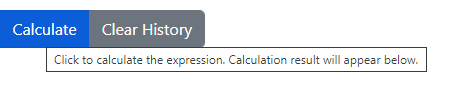 Calculate Clear History
Click to calculate the expression. Calculation result will appear below.